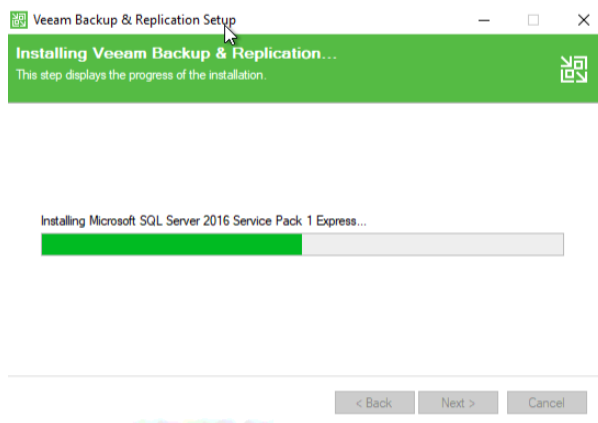 Veeam Backup & Replication Setup
Installing Veeam Backup & Replication...
This step displays the progress of the installation.
Installing Microsoft SQL Server 2016 Service Pack 1 Express...
< Back Next > Cancel